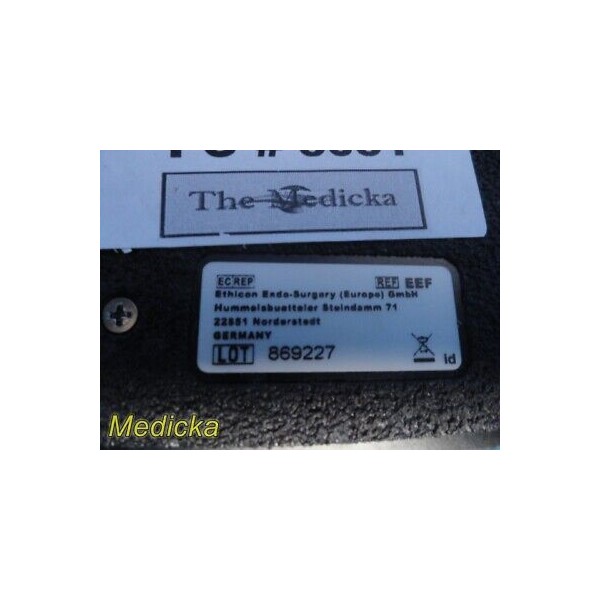 The Medicka
EC REP
REF EEF
Ethicon Endo-Surgery (Europe) GmbH
Hummelsbuetteler Steindamm 71
22851 Norderstedt
GERMANY
LOT 869227
id
Medicka